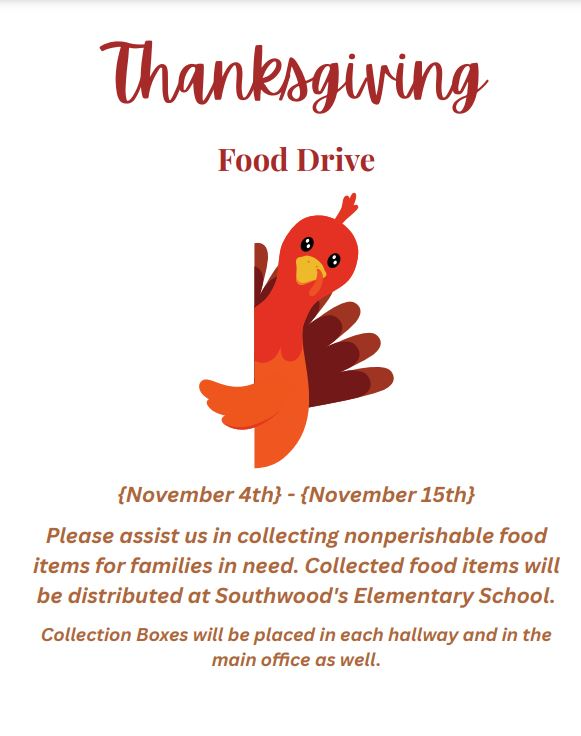 Thanksgiving
Food Drive
{November 4th} - {November 15th}
Please assist us in collecting nonperishable food
items for families in need. Collected food items will
be distributed at Southwood's Elementary School.
Collection Boxes will be placed in each hallway and in the
main office as well.